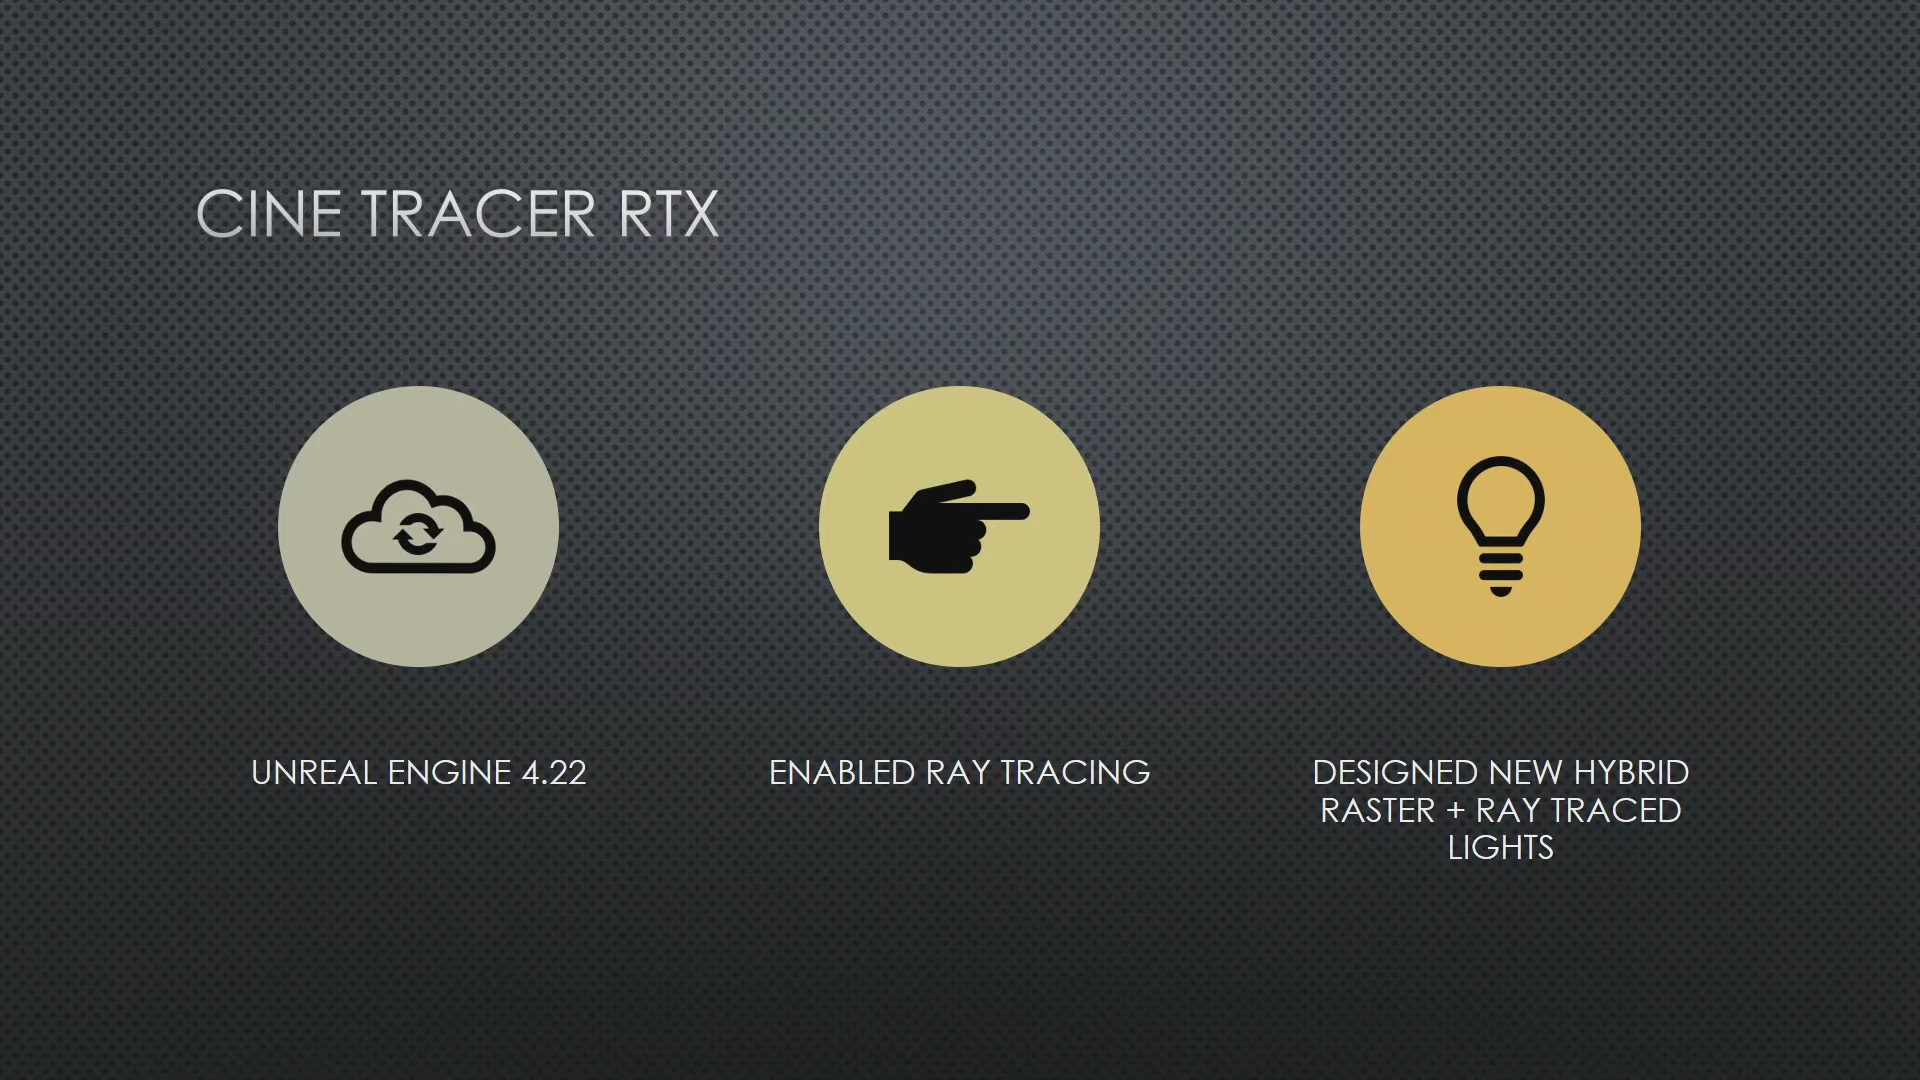 CINE TRACER RTX
UNREAL ENGINE 4.22
ENABLED RAY TRACING
DESIGNED NEW HYBRID
RASTER + RAY TRACED
LIGHTS